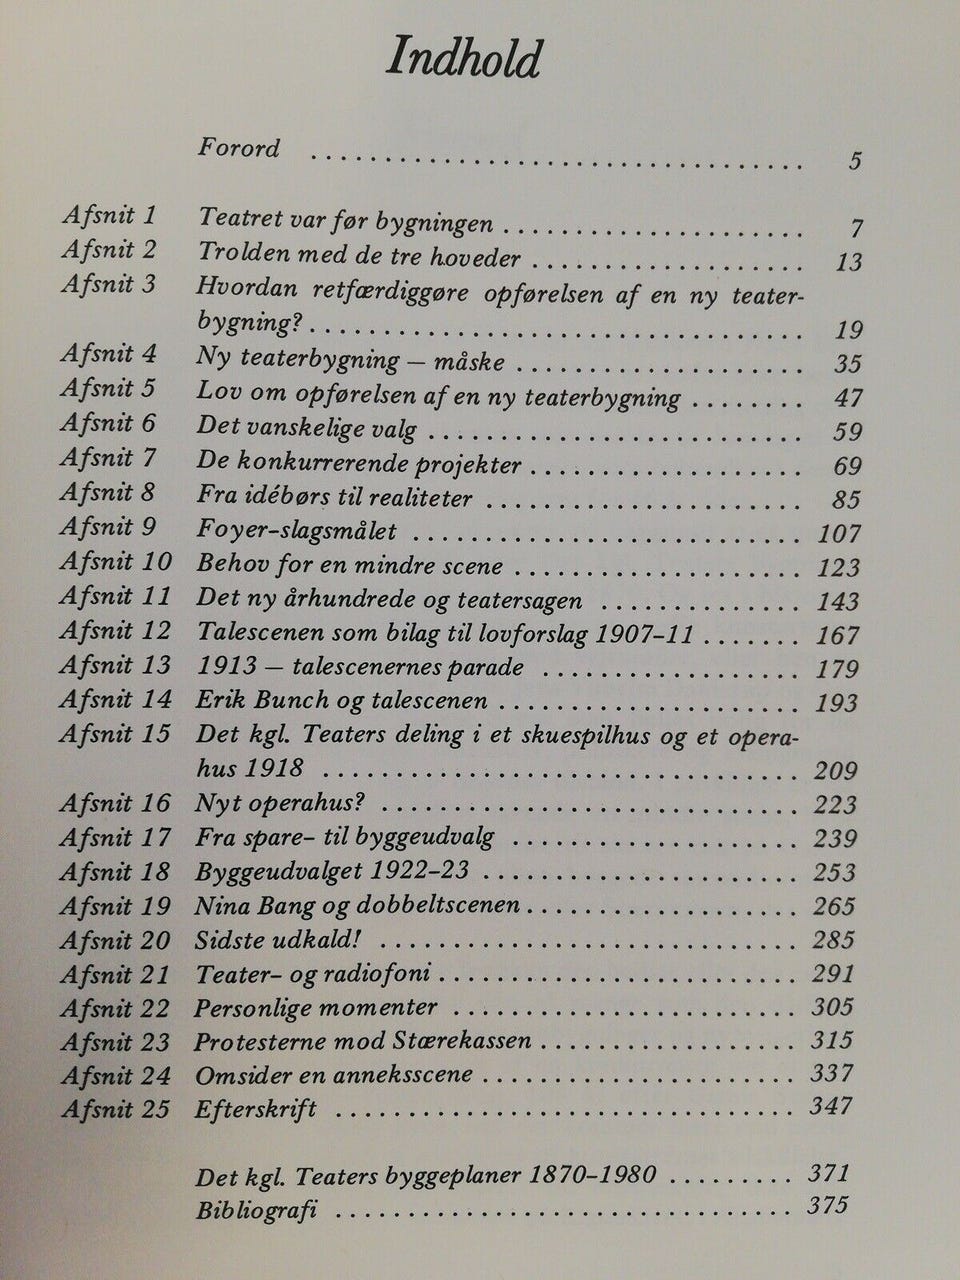 Indhold
Forord .................................. 5
Afsnit 1 Teatret var før bygningen ..................... 7
Afsnit 2 Trolden med de tre hoveder ................... 13
Afsnit 3 Hvordan retfærdiggøre opførelsen af en ny teater-
bygning? .................................. 19
Afsnit 4 Ny teaterbygning – måske .................... 35
Afsnit 5 Lov om opførelsen af en ny teaterbygning ........ 47
Afsnit 6 Det vanskelige valg .......................... 59
Afsnit 7 De konkurrerende projekter ................... 69
Afsnit 8 Fra idébørs til realiteter ...................... 85
Afsnit 9 Foyer-slagsmålet ........................... 107
Afsnit 10 Behov for en mindre scene .................... 123
Afsnit 11 Det ny århundrede og teatersagen .............. 143
Afsnit 12 Talescenen som bilag til lovforslag 1907-11 ....... 167
Afsnit 13 1913 – talescenernes parade .................. 179
Afsnit 14 Erik Bunch og talescenen ..................... 193
Afsnit 15 Det kgl. Teaters deling i et skuespilhus og et opera-
hus 1918 ................................. 209
Afsnit 16 Nyt operahus? ............................. 223
Afsnit 17 Fra spare- til byggeudvalg .................... 239
Afsnit 18 Byggeudvalget 1922-23 ...................... 253
Afsnit 19 Nina Bang og dobbeltscenen ................... 265
Afsnit 20 Sidste udkald! ............................. 285
Afsnit 21 Teater- og radiofoni ......................... 291
Afsnit 22 Personlige momenter ........................ 305
Afsnit 23 Protesterne mod Stærekassen .................. 315
Afsnit 24 Omsider en anneksscene ...................... 337
Afsnit 25 Efterskrift ................................ 347
Det kgl. Teaters byggeplaner 1870-1980 ......... 371
Bibliografi ................................ 375